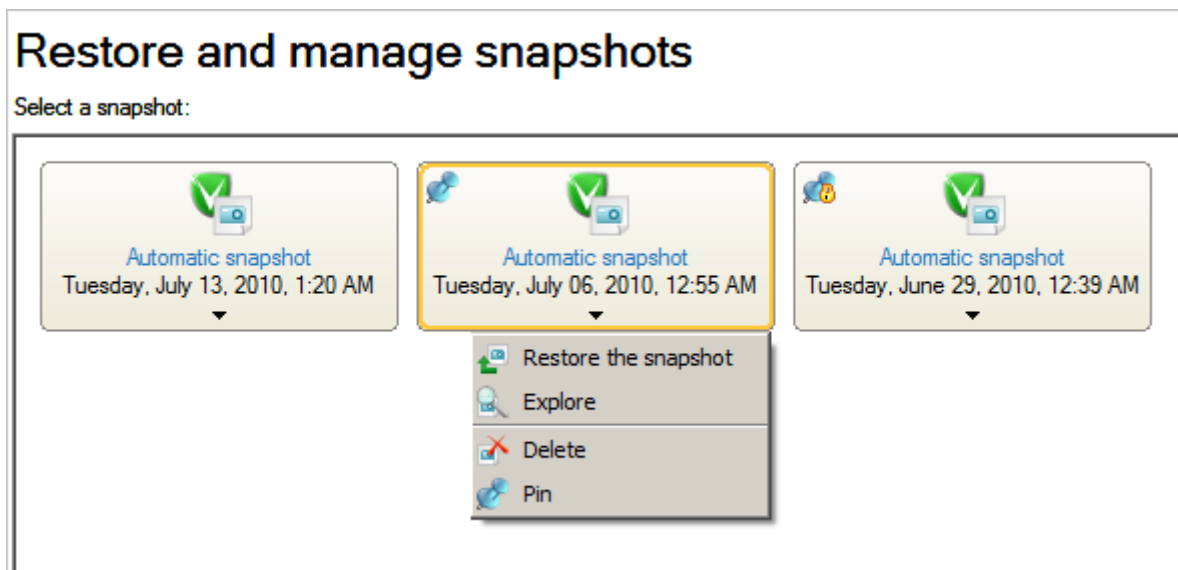 Restore and manage snapshots
Select a snapshot:
Automatic snapshot
Tuesday, July 13, 2010, 1:20 AM
Automatic snapshot
Tuesday, July 06, 2010, 12:55 AM
Automatic snapshot
Tuesday, June 29, 2010, 12:39 AM
Restore the snapshot
Explore
Delete
Pin